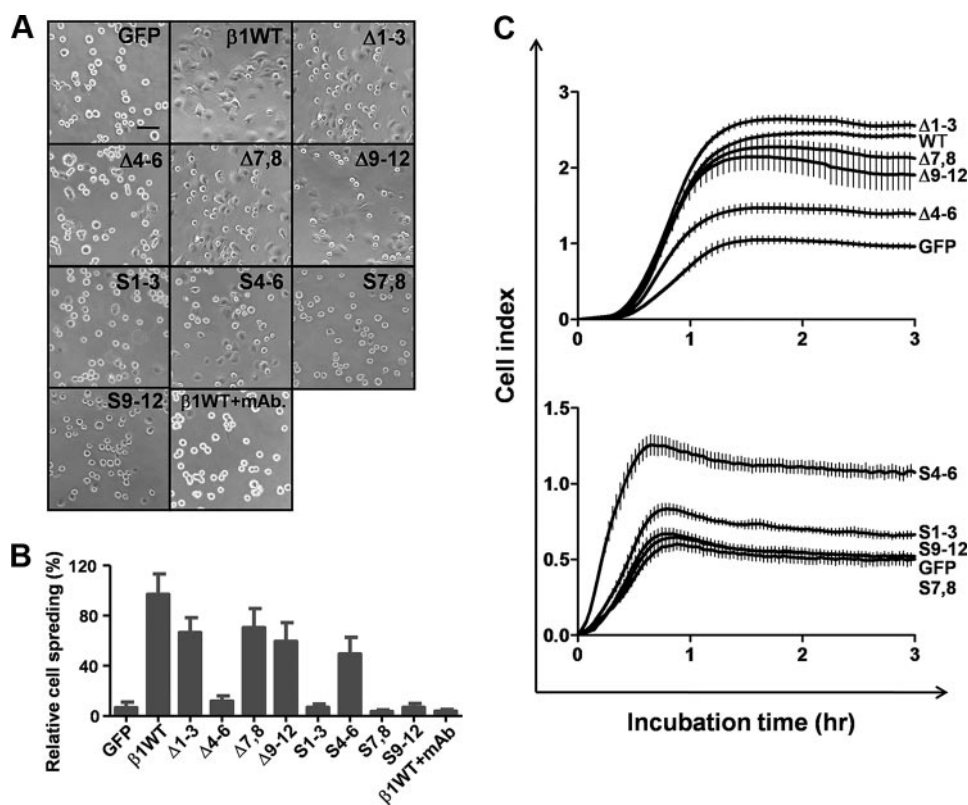 A
GFP
β1WT
Δ1-3
Δ4-6
Δ7,8
Δ9-12
S1-3
S4-6
S7,8
S9-12
β1WT+mAb.
B
Relative cell spreding (%)
120
80
40
0
GFP
β1WT
Δ1-3
Δ4-6
Δ7,8
Δ9-12
S1-3
S4-6
S7,8
S9-12
β1WT+mAb
C
Cell index
3
2
1
0
0
1
2
3
Δ1-3
WT
Δ7,8
Δ9-12
Δ4-6
GFP
1.5
1.0
0.5
0.0
0
1
2
3
S4-6
S1-3
S9-12
GFP
S7,8
Incubation time (hr)